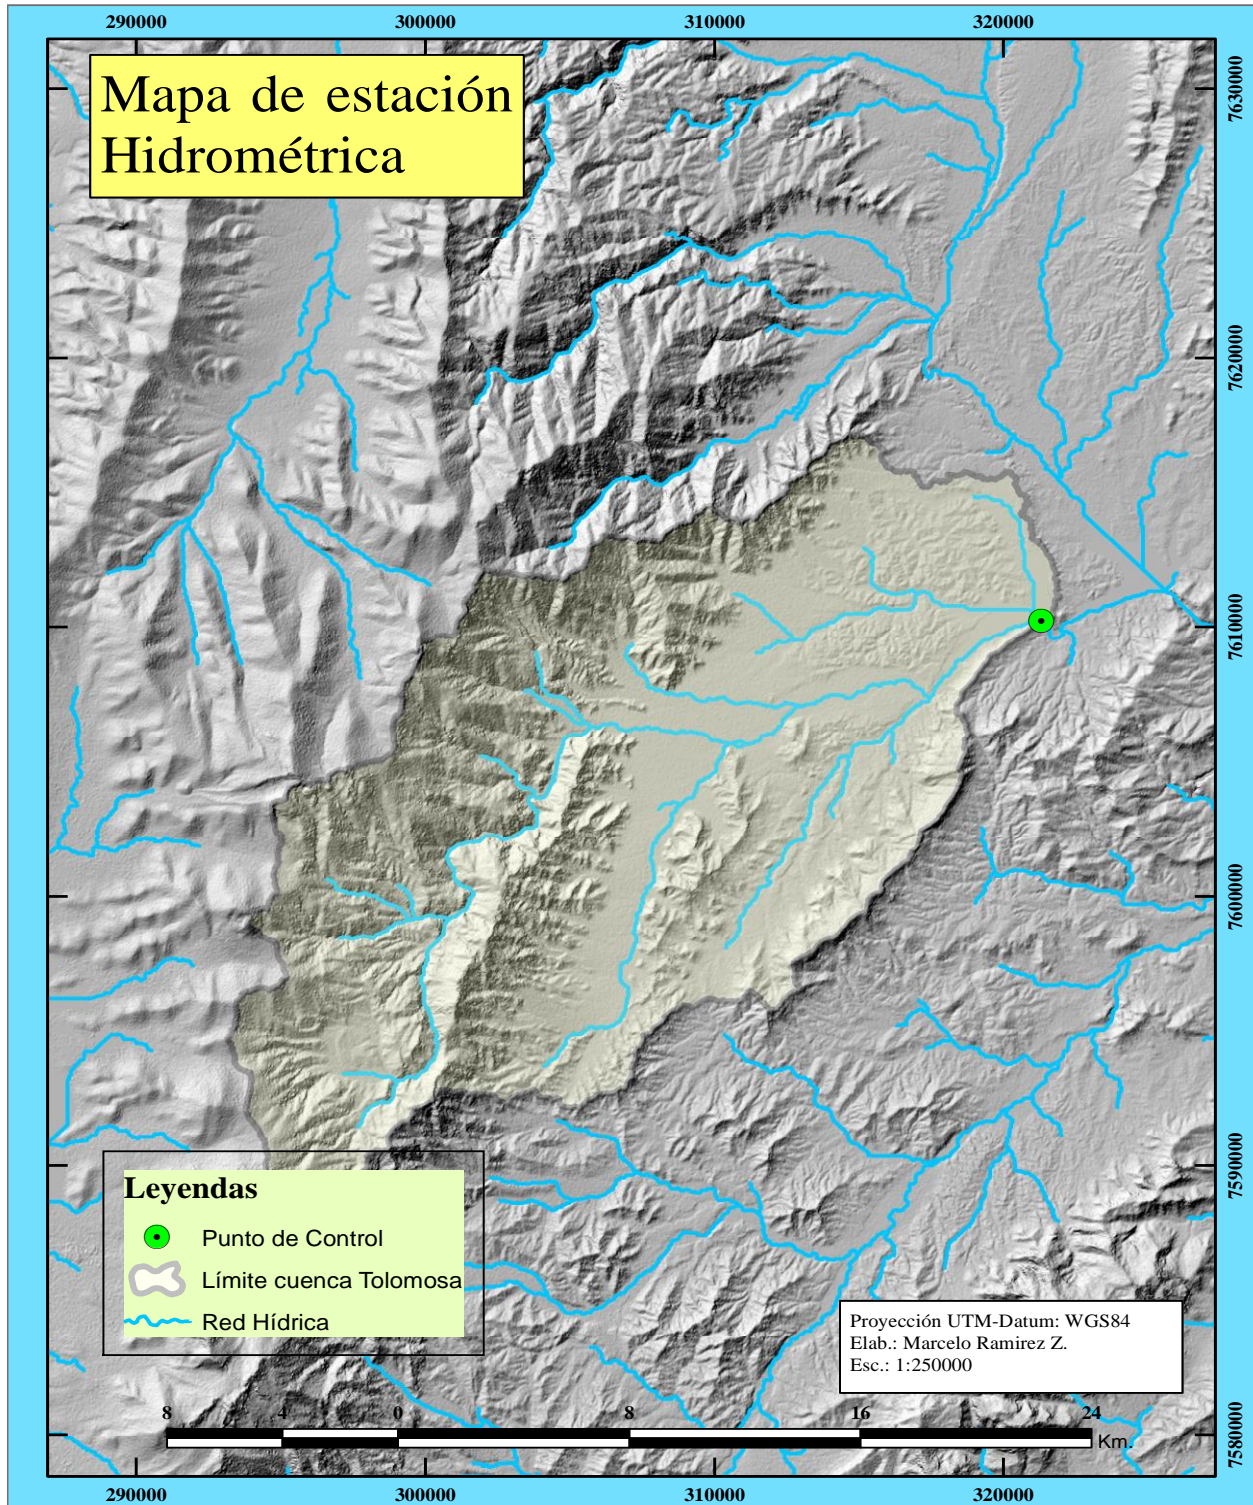 290000 300000 310000 320000
Mapa de estación
Hidrométrica
7630000
7620000
7610000
7600000
7590000
7580000
Leyendas
Punto de Control
Límite cuenca Tolomosa
Red Hídrica
Proyección UTM-Datum: WGS84
Elab.: Marcelo Ramirez Z.
Esc.: 1:250000
8 4 0 8 16 24
Km.
290000 300000 310000 320000